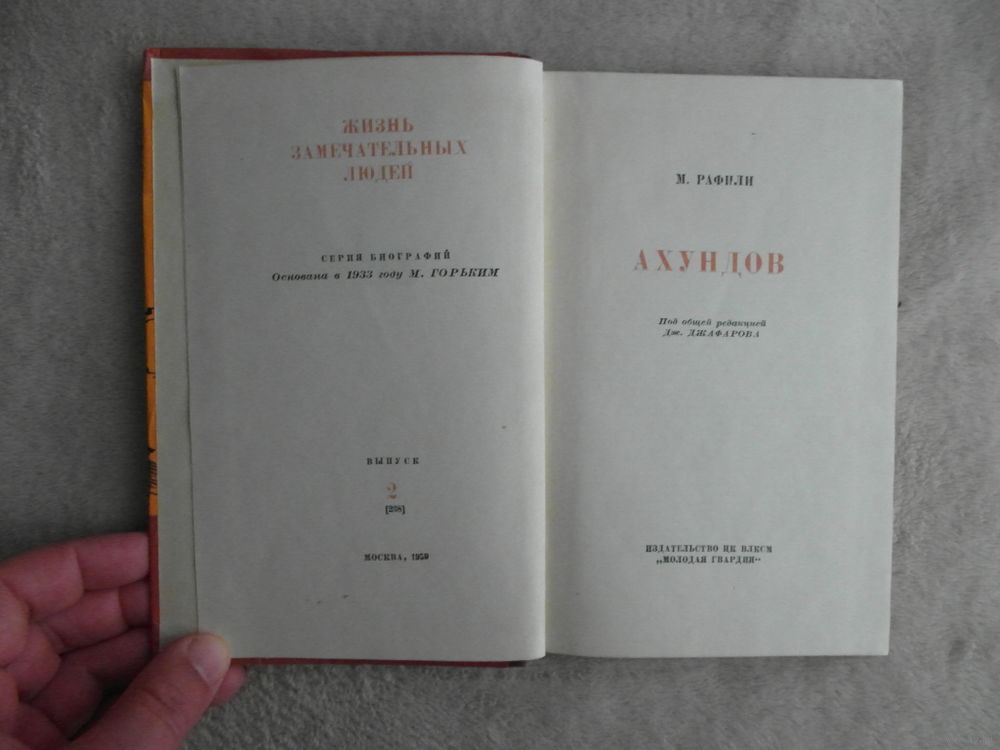 ЖИЗНЬ
ЗАМЕЧАТЕЛЬНЫХ
ЛЮДЕЙ
СЕРИЯ БИОГРАФИЙ
Основана в 1933 году М. ГОРЬКИМ
ВЫПУСК
2
[268]
МОСКВА, 1959
М. РАФИЛИ
АХУНДОВ
Под общей редакцией
Дж. ДЖАФАРОВА
ИЗДАТЕЛЬСТВО ЦК ВЛКСМ
„МОЛОДАЯ ГВАРДИЯ“